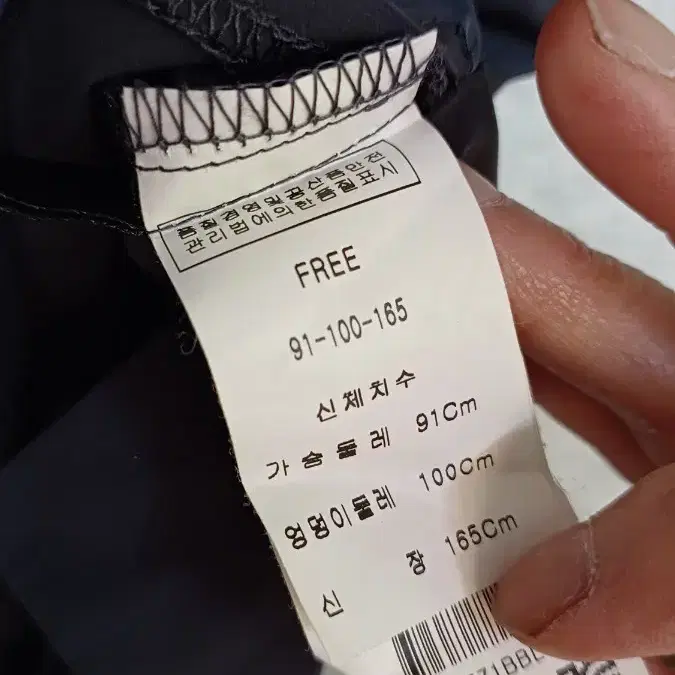 품질경영및공산품안전
관리법에의한품질표시
FREE
91-100-165
신체치수
가슴둘레 91Cm
엉덩이둘레 100Cm
신 장 165Cm